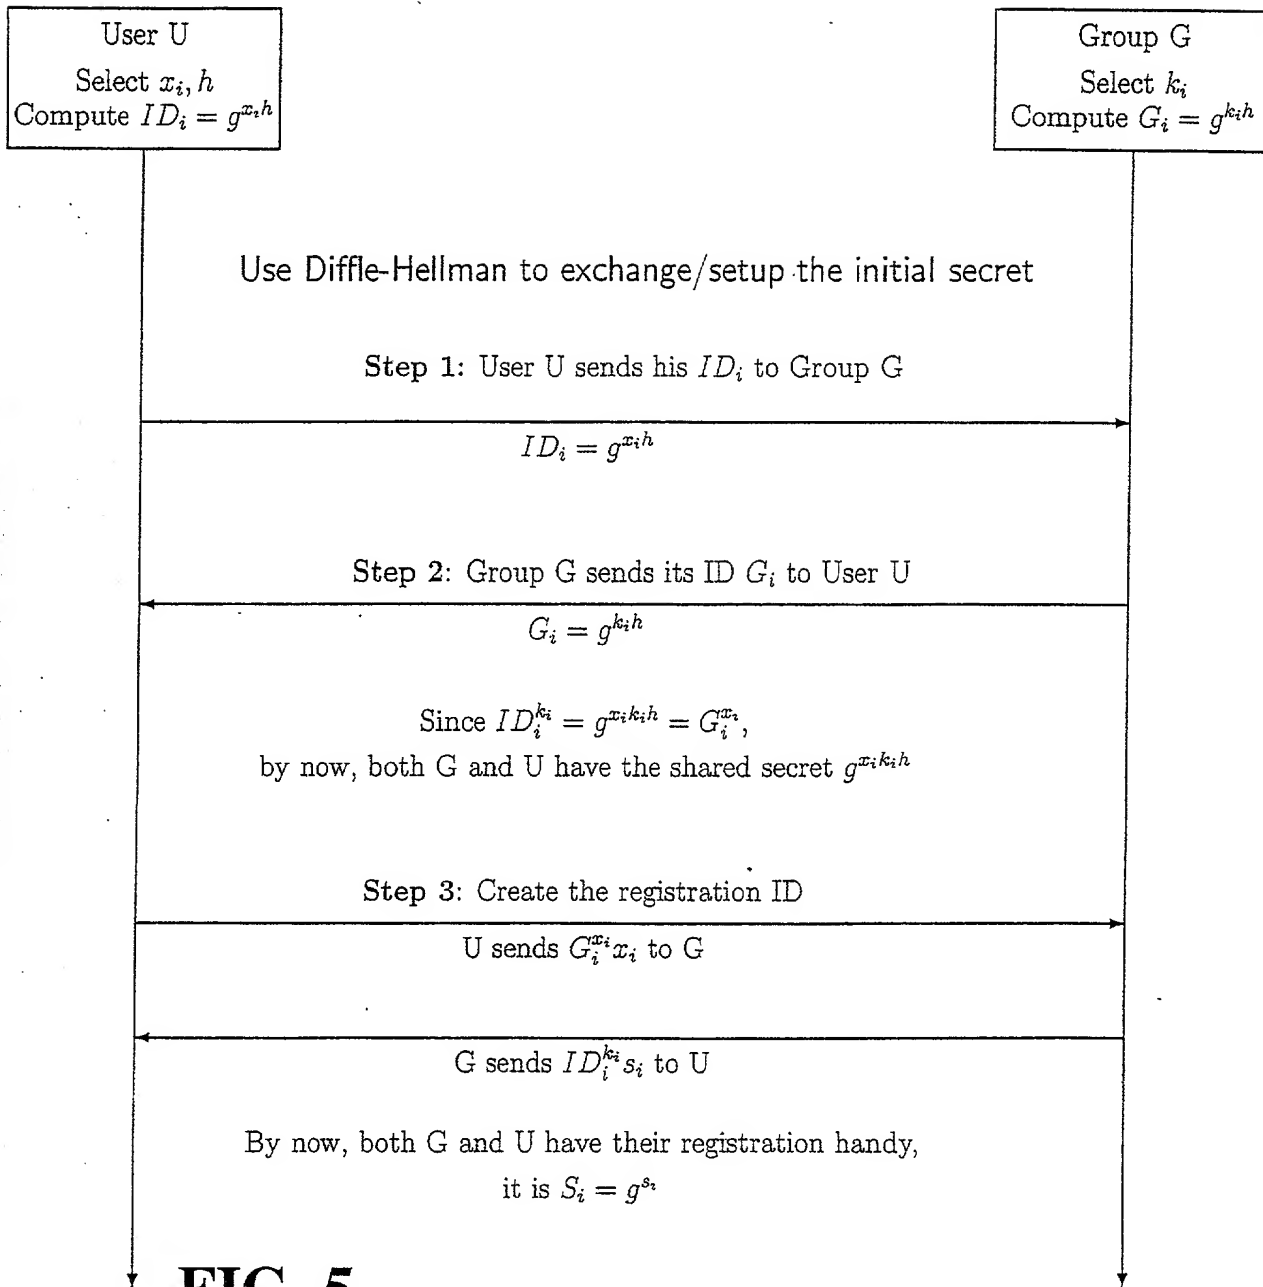 User U
Select x_i, h
Compute ID_i = g^{x_i h}
Group G
Select k_i
Compute G_i = g^{k_i h}
Use Diffle-Hellman to exchange/setup the initial secret
Step 1: User U sends his ID_i to Group G
ID_i = g^{x_i h}
Step 2: Group G sends its ID G_i to User U
G_i = g^{k_i h}
Since ID_i^{k_i} = g^{x_i k_i h} = G_i^{x_i},
by now, both G and U have the shared secret g^{x_i k_i h}
Step 3: Create the registration ID
U sends G_i^{x_i} x_i to G
G sends ID_i^{k_i} s_i to U
By now, both G and U have their registration handy,
it is S_i = g^{s_i}
FIG. 5